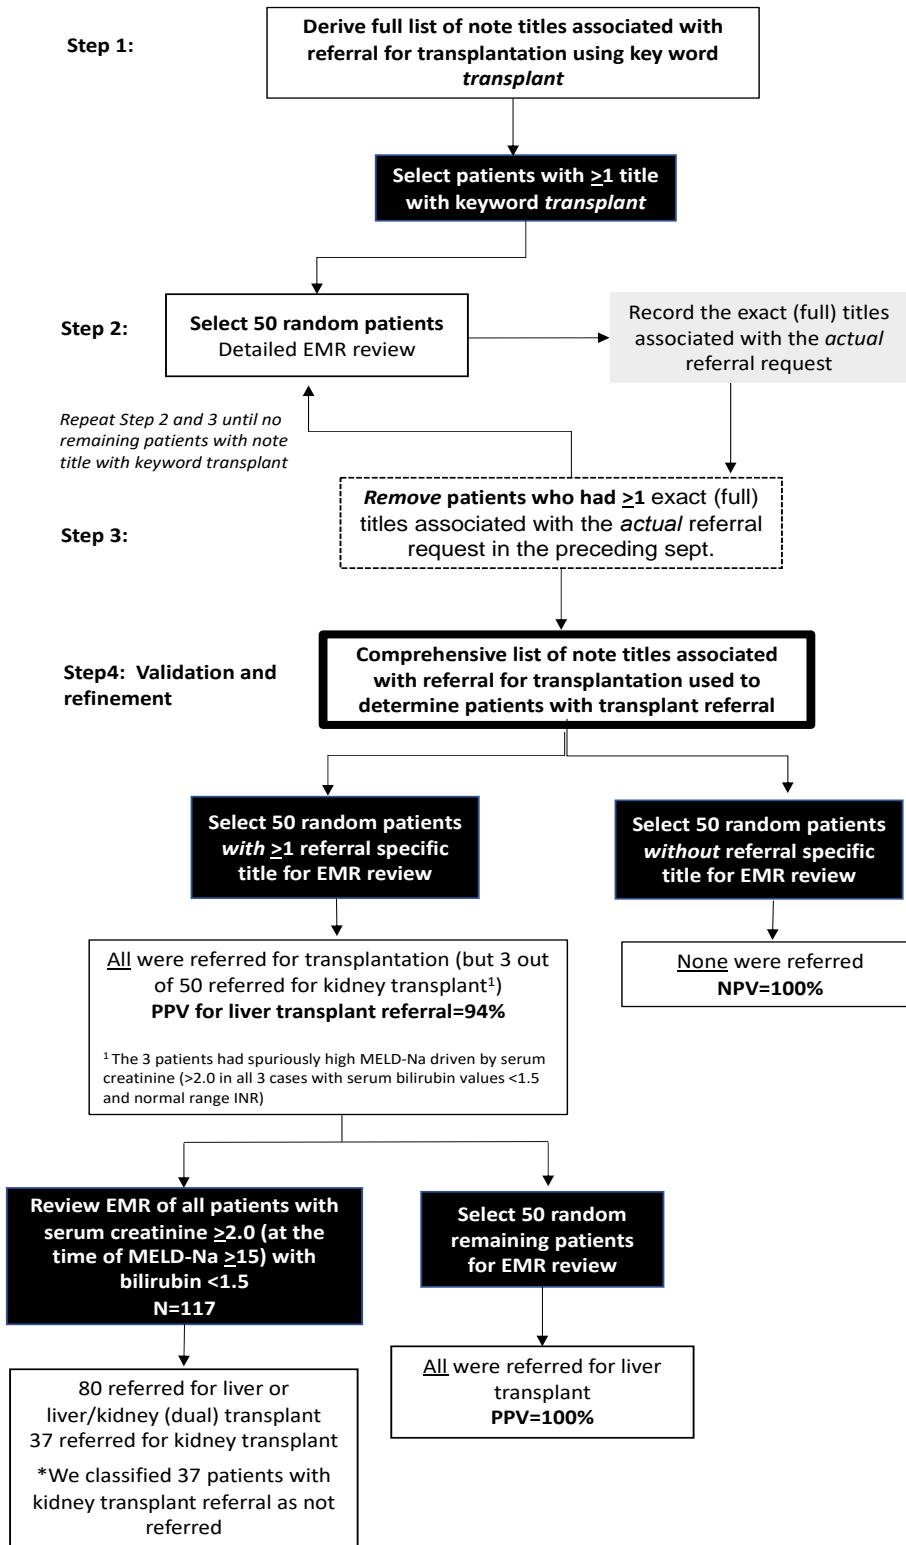 Step 1:
Derive full list of note titles associated with
referral for transplantation using key word
transplant
Select patients with ≥1 title
with keyword transplant
Step 2:
Select 50 random patients
Detailed EMR review
Record the exact (full) titles
associated with the actual
referral request
Repeat Step 2 and 3 until no
remaining patients with note
title with keyword transplant
Step 3:
Remove patients who had ≥1 exact (full)
titles associated with the actual referral
request in the preceding sept.
Step4:  Validation and
refinement
Comprehensive list of note titles associated
with referral for transplantation used to
determine patients with transplant referral
Select 50 random patients
with ≥1 referral specific
title for EMR review
Select 50 random patients
without referral specific
title for EMR review
All were referred for transplantation (but 3 out
of 50 referred for kidney transplant¹)
PPV for liver transplant referral=94%
¹ The 3 patients had spuriously high MELD-Na driven by serum
creatinine (>2.0 in all 3 cases with serum bilirubin values <1.5
and normal range INR)
None were referred
NPV=100%
Review EMR of all patients with
serum creatinine ≥2.0 (at the
time of MELD-Na ≥15) with
bilirubin <1.5
N=117
Select 50 random
remaining patients
for EMR review
80 referred for liver or
liver/kidney (dual) transplant
37 referred for kidney transplant
*We classified 37 patients with
kidney transplant referral as not
referred
All were referred for liver
transplant
PPV=100%